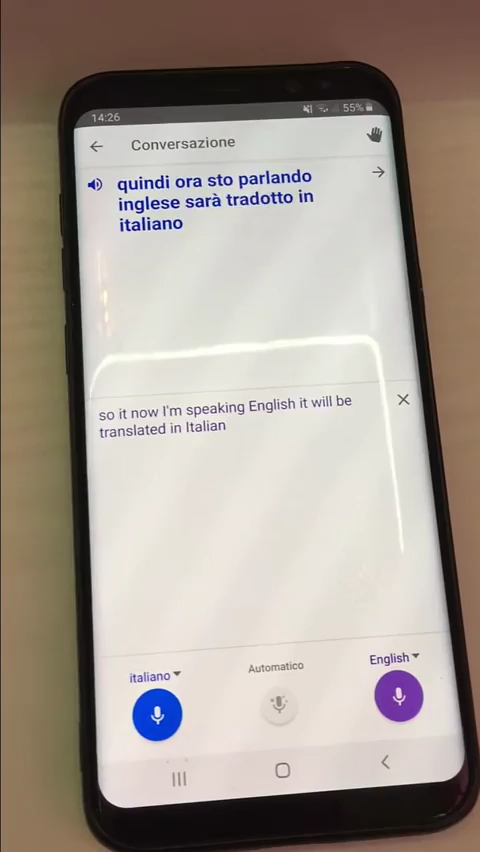 14:26
55%
Conversazione
quindi ora sto parlando
inglese sarà tradotto in
italiano
so it now I'm speaking English it will be
translated in Italian
italiano
Automatico
English